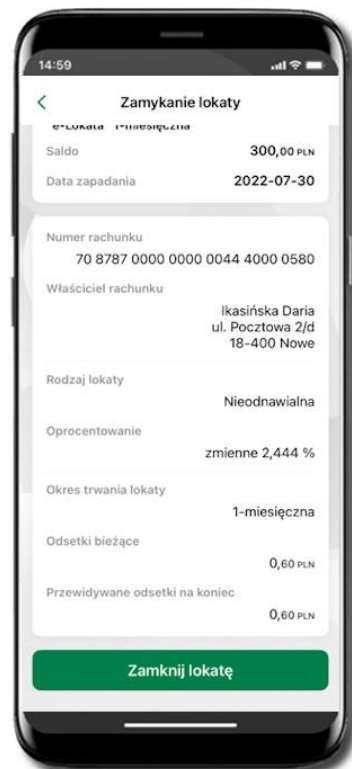 14:59
Zamykanie lokaty
e-Lokata 1-miesięczna
Saldo 300,00 PLN
Data zapadania 2022-07-30
Numer rachunku
70 8787 0000 0000 0044 4000 0580
Właściciel rachunku
Ikasińska Daria
ul. Pocztowa 2/d
18-400 Nowe
Rodzaj lokaty
Nieodnawialna
Oprocentowanie
zmienne 2,444 %
Okres trwania lokaty
1-miesięczna
Odsetki bieżące
0,60 PLN
Przewidywane odsetki na koniec
0,60 PLN
Zamknij lokatę